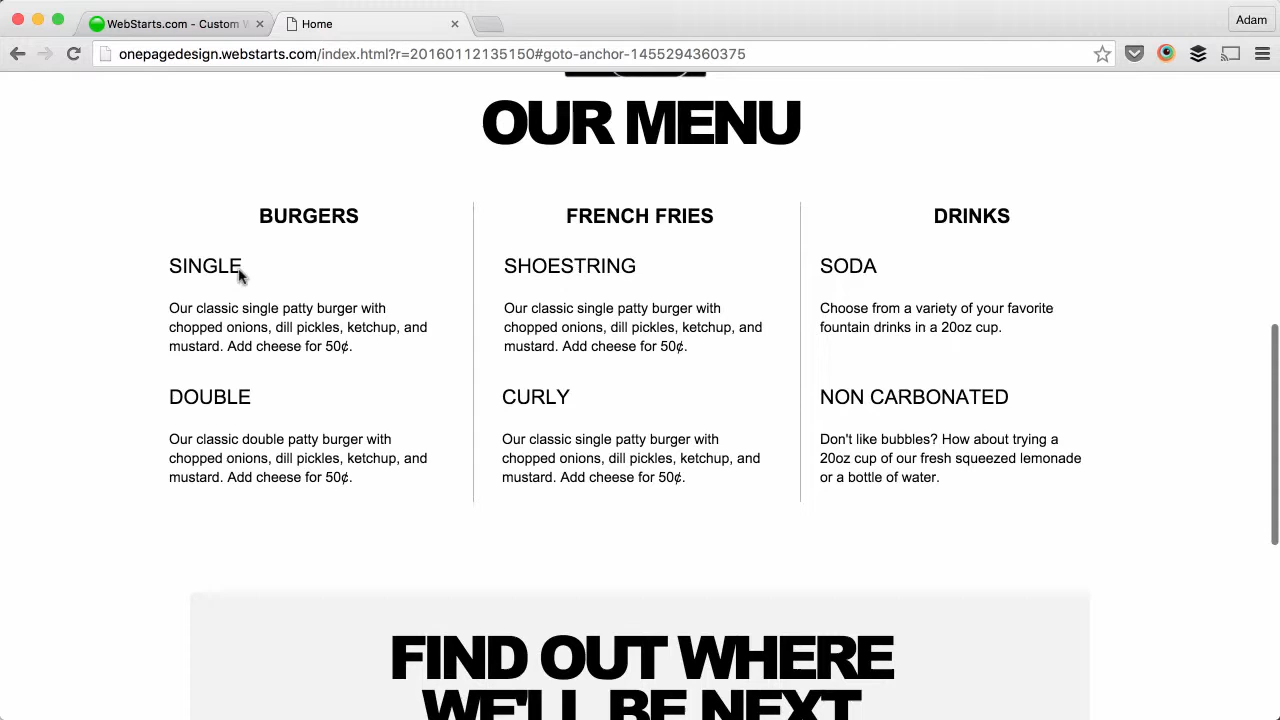 WebStarts.com - Custom W
Home
Adam
onepagedesign.webstarts.com/index.html?r=20160112135150#goto-anchor-1455294360375
OUR MENU
BURGERS
SINGLE
Our classic single patty burger with
chopped onions, dill pickles, ketchup, and
mustard. Add cheese for 50¢.
DOUBLE
Our classic double patty burger with
chopped onions, dill pickles, ketchup, and
mustard. Add cheese for 50¢.
FRENCH FRIES
SHOESTRING
Our classic single patty burger with
chopped onions, dill pickles, ketchup, and
mustard. Add cheese for 50¢.
CURLY
Our classic single patty burger with
chopped onions, dill pickles, ketchup, and
mustard. Add cheese for 50¢.
DRINKS
SODA
Choose from a variety of your favorite
fountain drinks in a 20oz cup.
NON CARBONATED
Don't like bubbles? How about trying a
20oz cup of our fresh squeezed lemonade
or a bottle of water.
FIND OUT WHERE
WE'LL BE NEXT